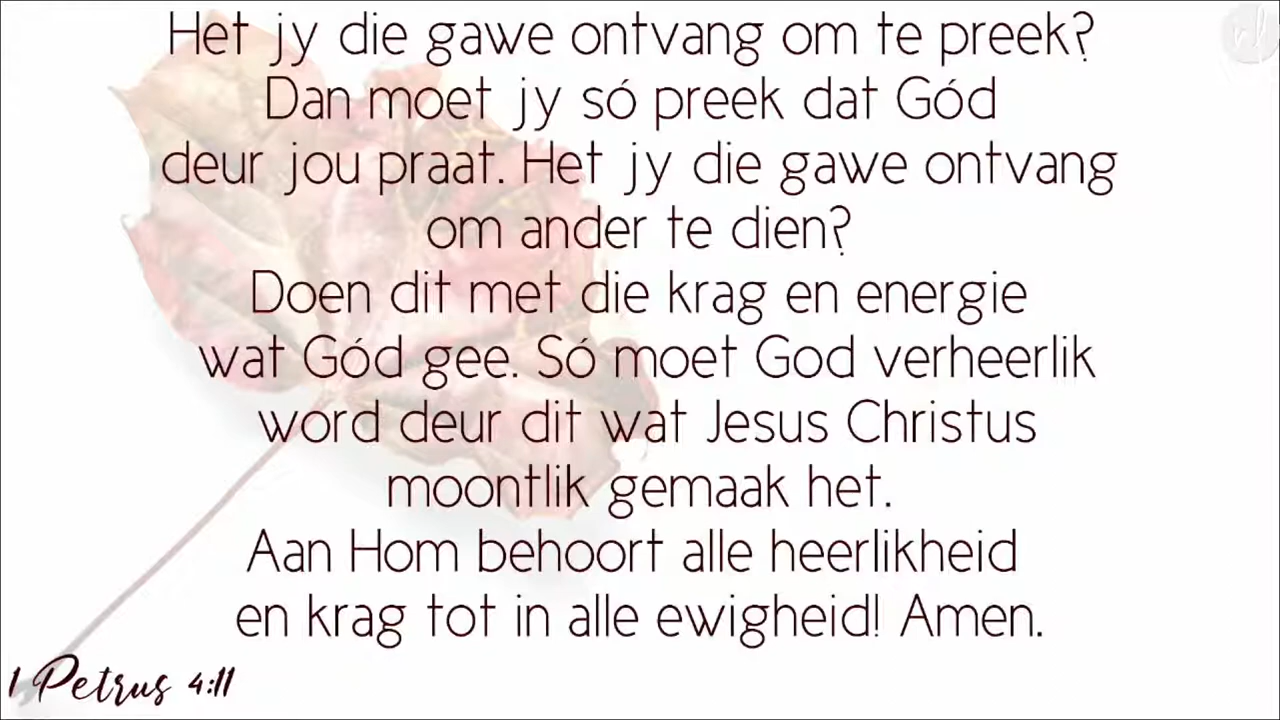 Het jy die gawe ontvang om te preek?
Dan moet jy só preek dat Gód
deur jou praat. Het jy die gawe ontvang
om ander te dien?
Doen dit met die krag en energie
wat Gód gee. Só moet God verheerlik
word deur dit wat Jesus Christus
moontlik gemaak het.
Aan Hom behoort alle heerlikheid
en krag tot in alle ewigheid! Amen.
1 Petrus 4:11